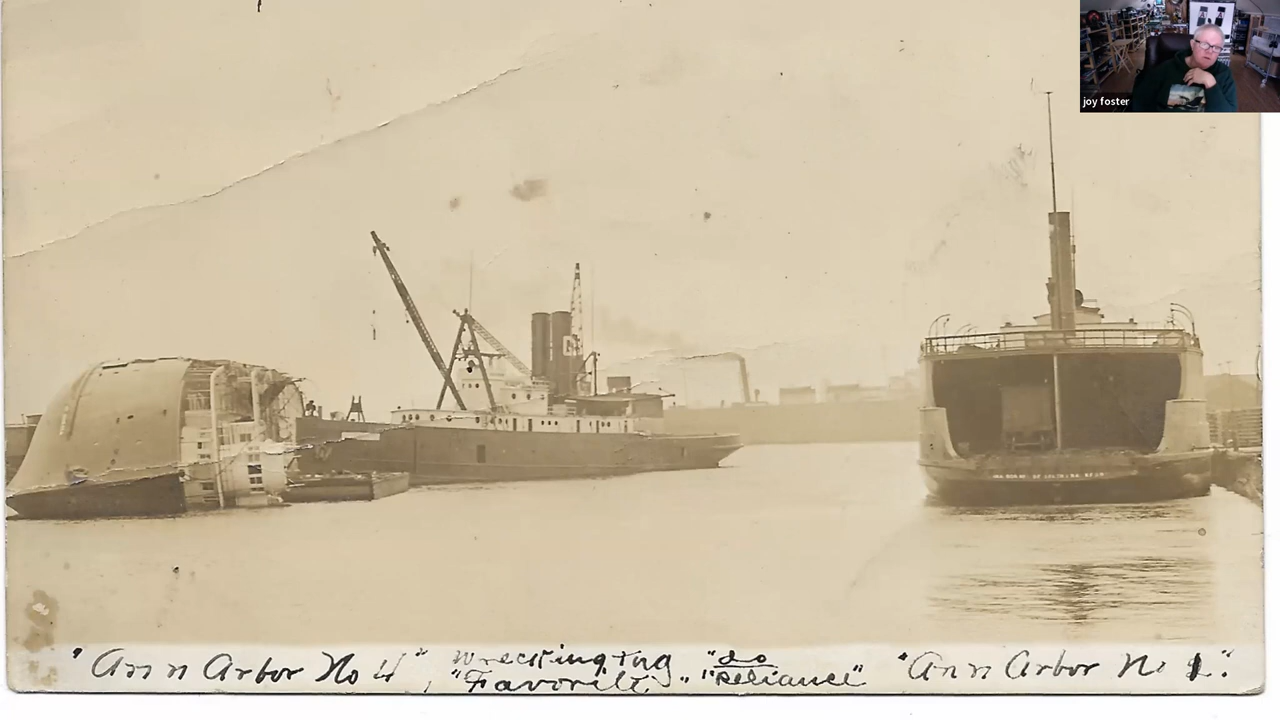 joy foster
"Ann Arbor No 4", Wrecking Tug "Favorite" "do "Reliance" "Ann Arbor No 1".